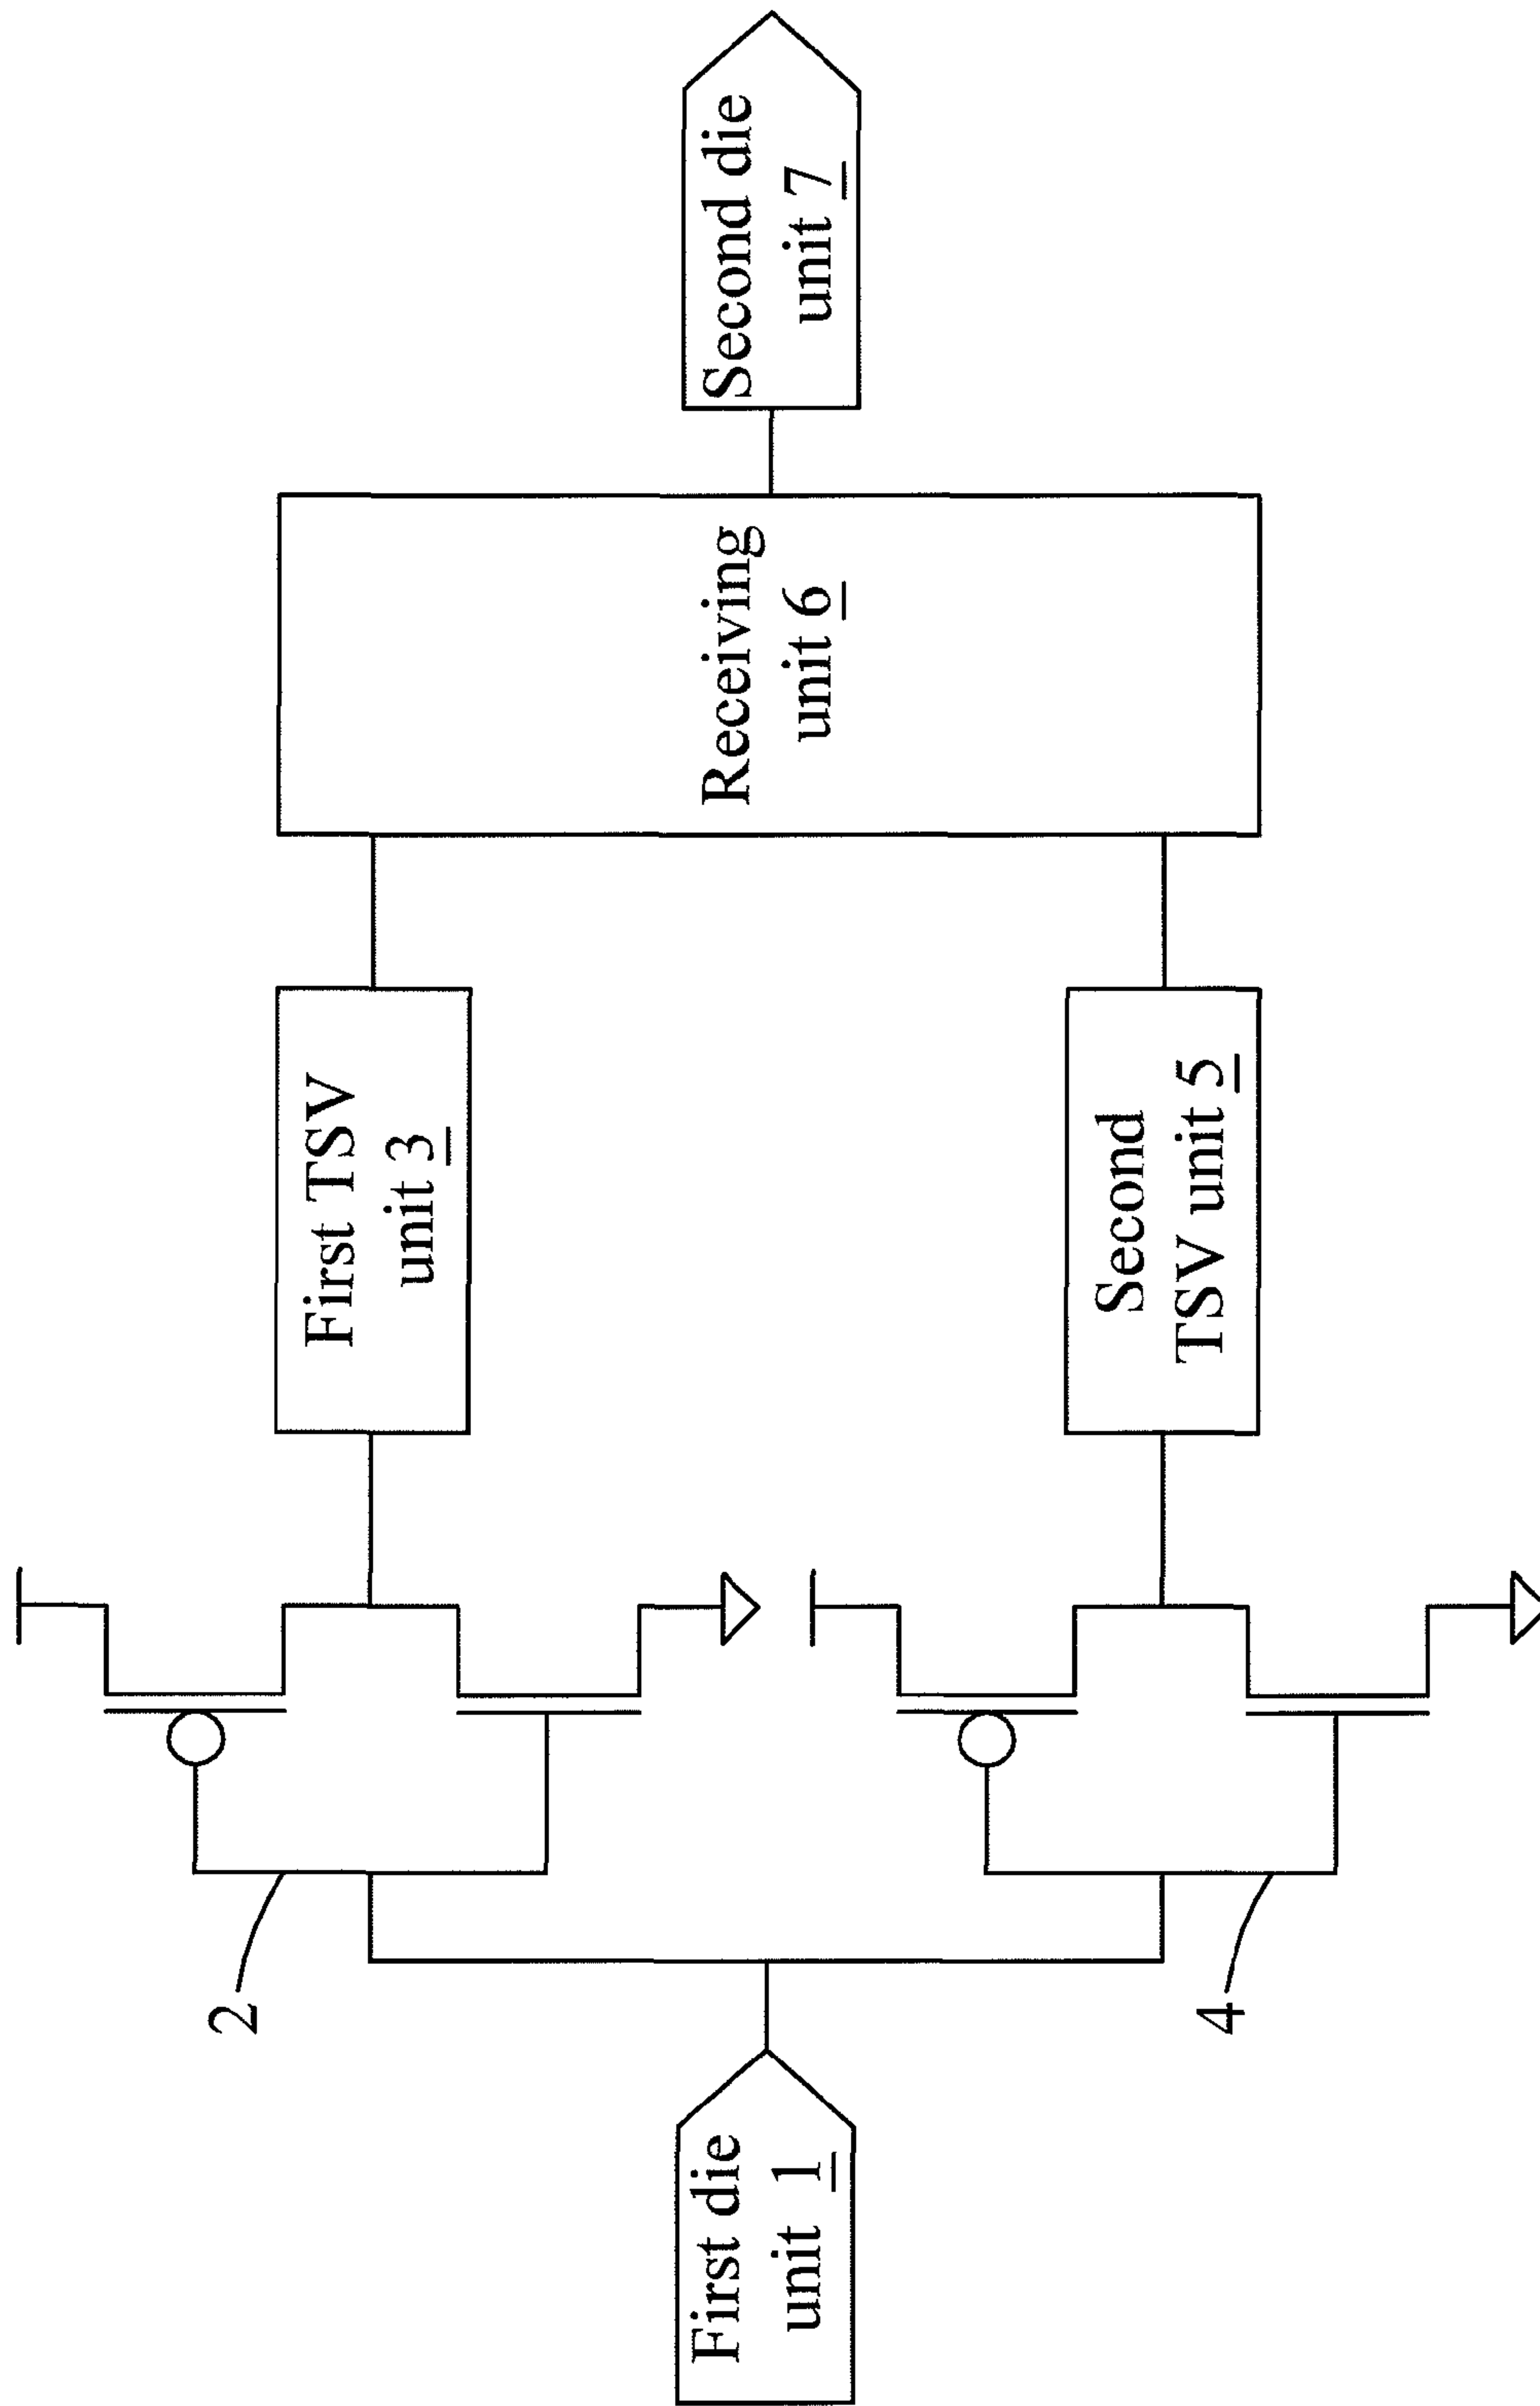 First die
unit 1
2
4
First TSV
unit 3
Second
TSV unit 5
Receiving
unit 6
Second die
unit 7